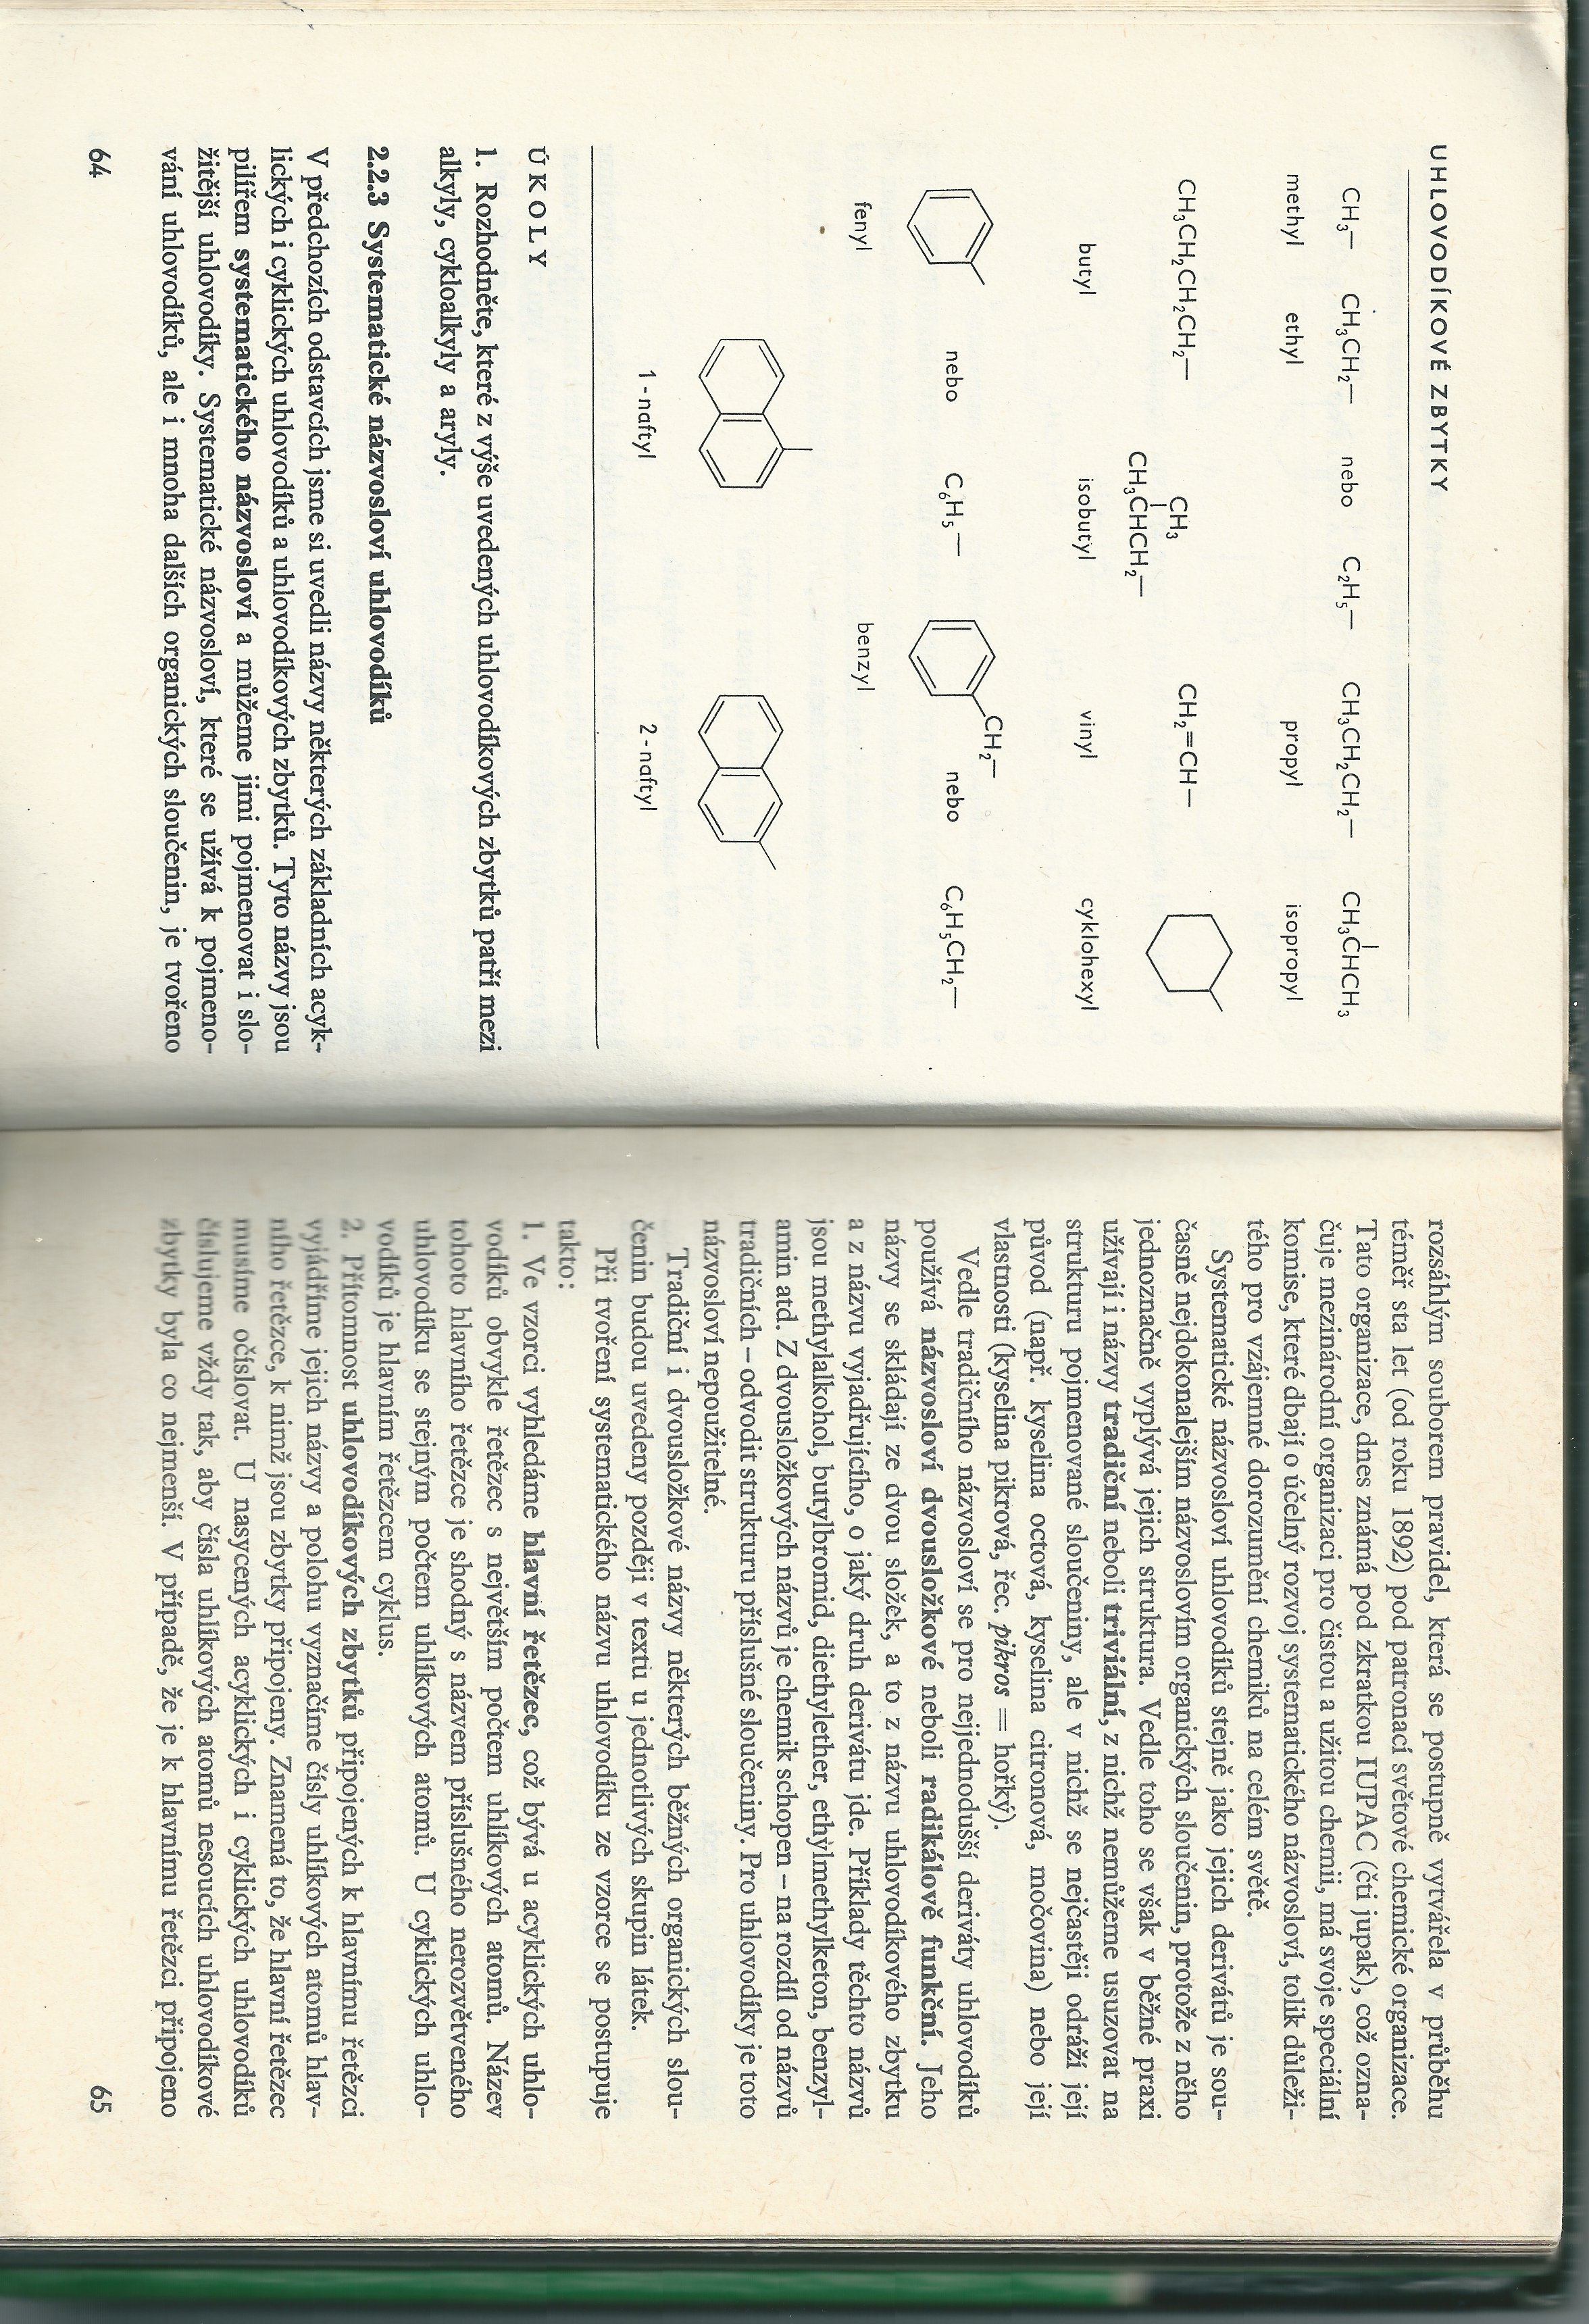 UHLOVODÍKOVÉ ZBYTKY
CH₃— CH₃CH₂— nebo C₂H₅— CH₃CH₂CH₂— CH₃CHCH₃
methyl ethyl propyl isopropyl
CH₃
CH₃CH₂CH₂CH₂— CH₃CHCH₂— CH₂=CH—
butyl isobutyl vinyl cyklohexyl
CH₂—
nebo C₆H₅— nebo C₆H₅CH₂—
fenyl benzyl
1-naftyl 2-naftyl
ÚKOLY
1. Rozhodněte, které z výše uvedených uhlovodíkových zbytků patří mezi
alkyly, cykloalkyly a aryly.
2.2.3 Systematické názvosloví uhlovodíků
V předchozích odstavcích jsme si uvedli názvy některých základních acyk-
lických i cyklických uhlovodíků a uhlovodíkových zbytků. Tyto názvy jsou
pilířem systematického názvosloví a můžeme jimi pojmenovat i slo-
žitější uhlovodíky. Systematické názvosloví, které se užívá k pojmeno-
vání uhlovodíků, ale i mnoha dalších organických sloučenin, je tvořeno
64
rozsáhlým souborem pravidel, která se postupně vytvářela v průběhu
téměř sta let (od roku 1892) pod patronací světové chemické organizace.
Tato organizace, dnes známá pod zkratkou IUPAC (čti jupak), což ozna-
čuje mezinárodní organizaci pro čistou a užitou chemii, má svoje speciální
komise, které dbají o účelný rozvoj systematického názvosloví, tolik důleži-
tého pro vzájemné dorozumění chemiků na celém světě.
Systematické názvosloví uhlovodíků stejně jako jejich derivátů je sou-
časně nejdokonalejším názvoslovím organických sloučenin, protože z něho
jednoznačně vyplývá jejich struktura. Vedle toho se však v běžné praxi
užívají i názvy tradiční neboli triviální, z nichž nemůžeme usuzovat na
strukturu pojmenované sloučeniny, ale v nichž se nejčastěji odráží její
původ (např. kyselina octová, kyselina citronová, močovina) nebo její
vlastnosti (kyselina pikrová, řec. pikros = hořký).
Vedle tradičního názvosloví se pro nejjednodušší deriváty uhlovodíků
používá názvosloví dvousložkové neboli radikálově funkční. Jeho
názvy se skládají ze dvou složek, a to z názvu uhlovodíkového zbytku
a z názvu vyjadřujícího, o jaký druh derivátu jde. Příklady těchto názvů
jsou methylalkohol, butylbromid, diethylether, ethylmethylketon, benzyl-
amin atd. Z dvousložkových názvů je chemik schopen – na rozdíl od názvů
tradičních – odvodit strukturu příslušné sloučeniny. Pro uhlovodíky je toto
názvosloví nepoužitelné.
Tradiční i dvousložkové názvy některých běžných organických slou-
čenin budou uvedeny později v textu u jednotlivých skupin látek.
Při tvoření systematického názvu uhlovodíku ze vzorce se postupuje
takto:
1. Ve vzorci vyhledáme hlavní řetězec, což bývá u acyklických uhlo-
vodíků obvykle řetězec s největším počtem uhlíkových atomů. Název
tohoto hlavního řetězce je shodný s názvem příslušného nerozvětveného
uhlovodíku se stejným počtem uhlíkových atomů. U cyklických uhlo-
vodíků je hlavním řetězcem cyklus.
2. Přítomnost uhlovodíkových zbytků připojených k hlavnímu řetězci
vyjádříme jejich názvy a polohu vyznačíme čísly uhlíkových atomů hlav-
ního řetězce, k nimž jsou zbytky připojeny. Znamená to, že hlavní řetězec
musíme očíslovat. U nasycených acyklických i cyklických uhlovodíků
číslujeme vždy tak, aby čísla uhlíkových atomů nesoucích uhlovodíkové
zbytky byla co nejmenší. V případě, že je k hlavnímu řetězci připojeno
65